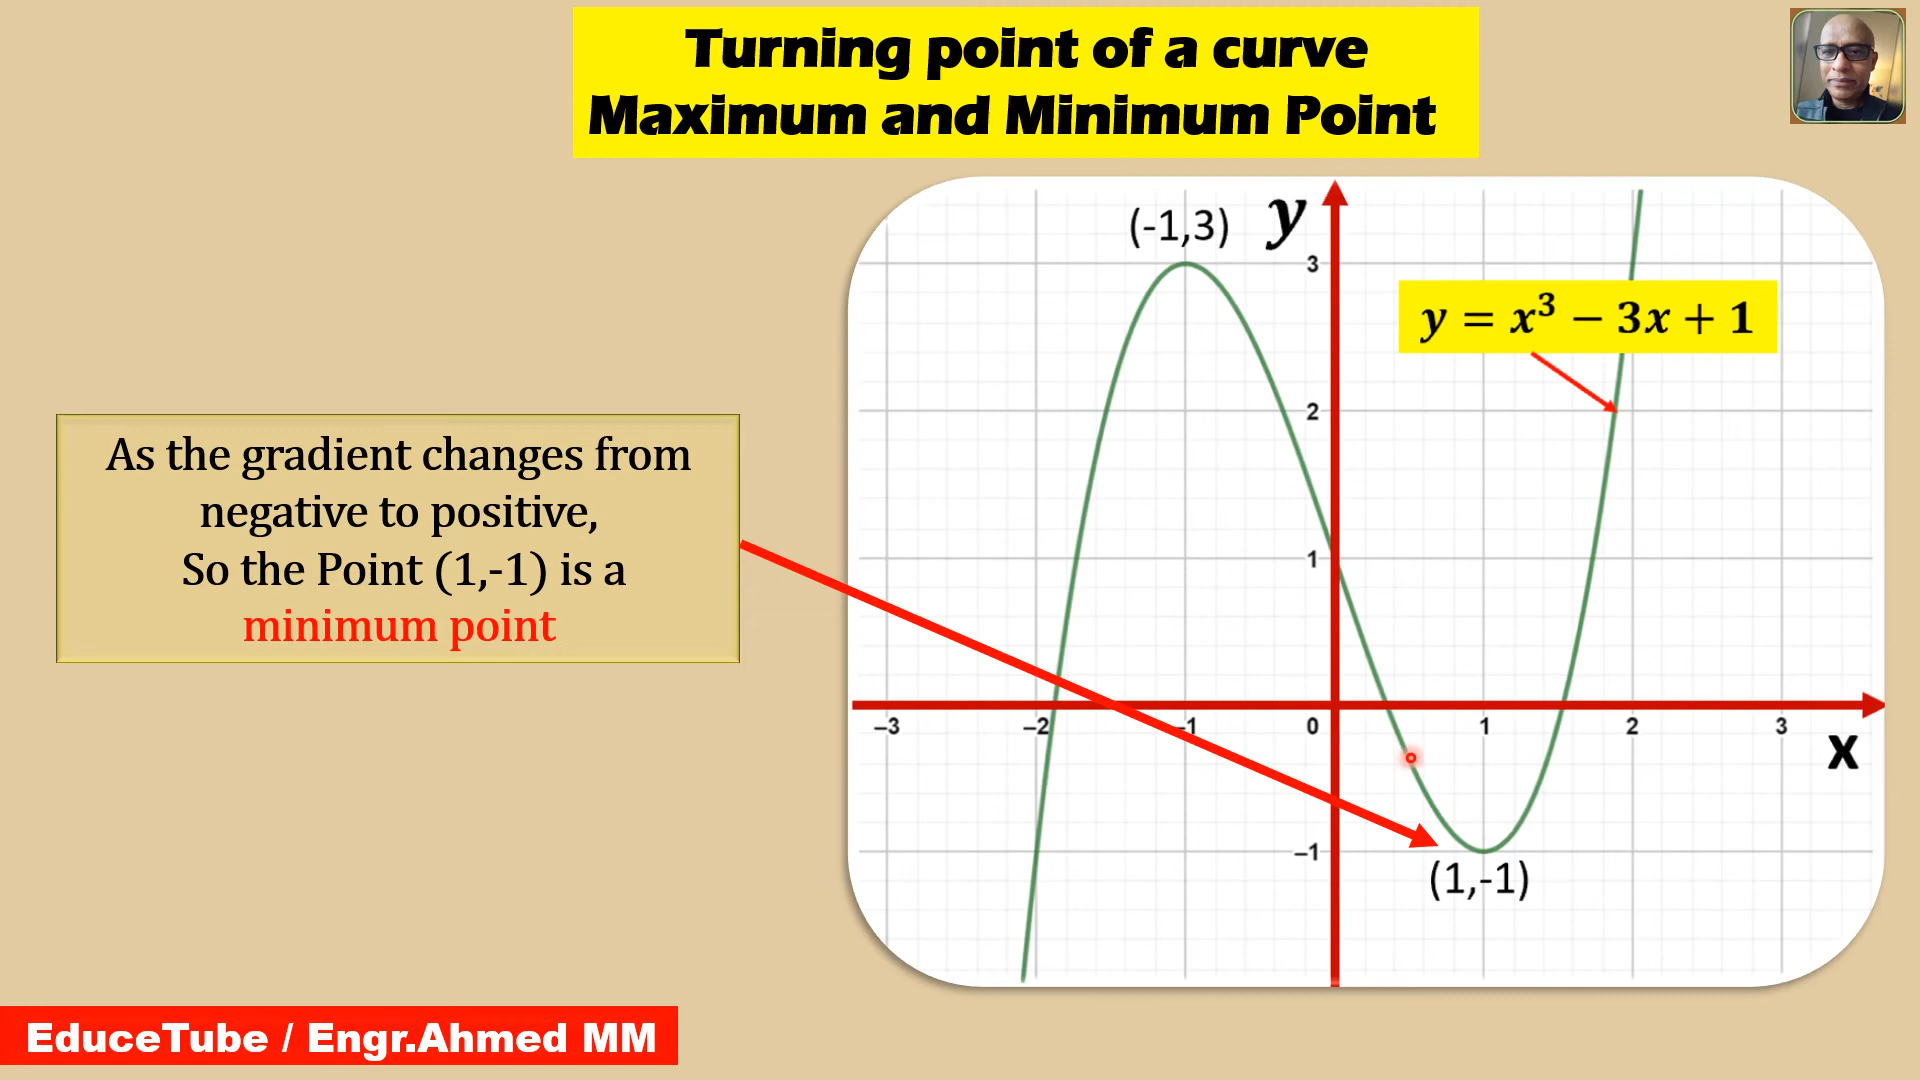 Turning point of a curve
Maximum and Minimum Point
(-1,3)
y
3
y = x³ − 3x + 1
2
As the gradient changes from
negative to positive,
So the Point (1,-1) is a
minimum point
1
−3
−2
−1
0
1
2
3
X
−1
(1,-1)
EduceTube / Engr.Ahmed MM